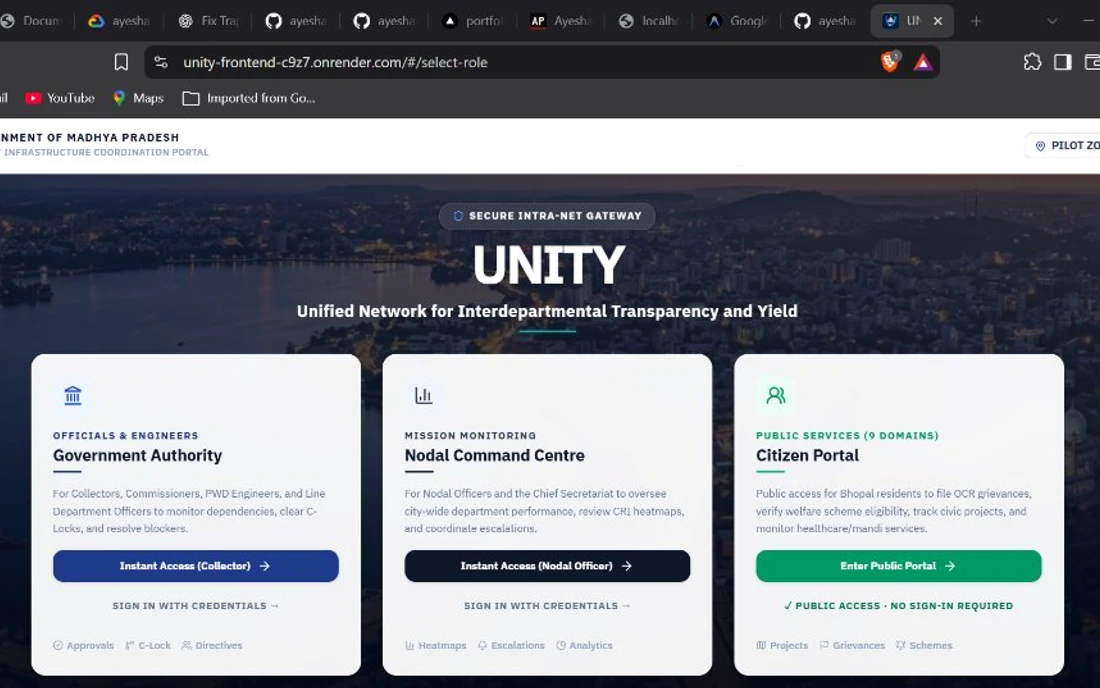 Docum
ayesha
Fix Tra
ayesha
ayesha
portfo
AP Ayesha
localho
Google
ayesha
UN
unity-frontend-c9z7.onrender.com/#/select-role
il
YouTube
Maps
Imported from Go...
NMENT OF MADHYA PRADESH
INFRASTRUCTURE COORDINATION PORTAL
PILOT ZO
SECURE INTRA-NET GATEWAY
UNITY
Unified Network for Interdepartmental Transparency and Yield
OFFICIALS & ENGINEERS
Government Authority
For Collectors, Commissioners, PWD Engineers, and Line
Department Officers to monitor dependencies, clear C-
Locks, and resolve blockers.
Instant Access (Collector) →
SIGN IN WITH CREDENTIALS →
Approvals C-Lock Directives
MISSION MONITORING
Nodal Command Centre
For Nodal Officers and the Chief Secretariat to oversee
city-wide department performance, review CRI heatmaps,
and coordinate escalations.
Instant Access (Nodal Officer) →
SIGN IN WITH CREDENTIALS →
Heatmaps Escalations Analytics
PUBLIC SERVICES (9 DOMAINS)
Citizen Portal
Public access for Bhopal residents to file OCR grievances,
verify welfare scheme eligibility, track civic projects, and
monitor healthcare/mandi services.
Enter Public Portal →
✓ PUBLIC ACCESS · NO SIGN-IN REQUIRED
Projects Grievances Schemes